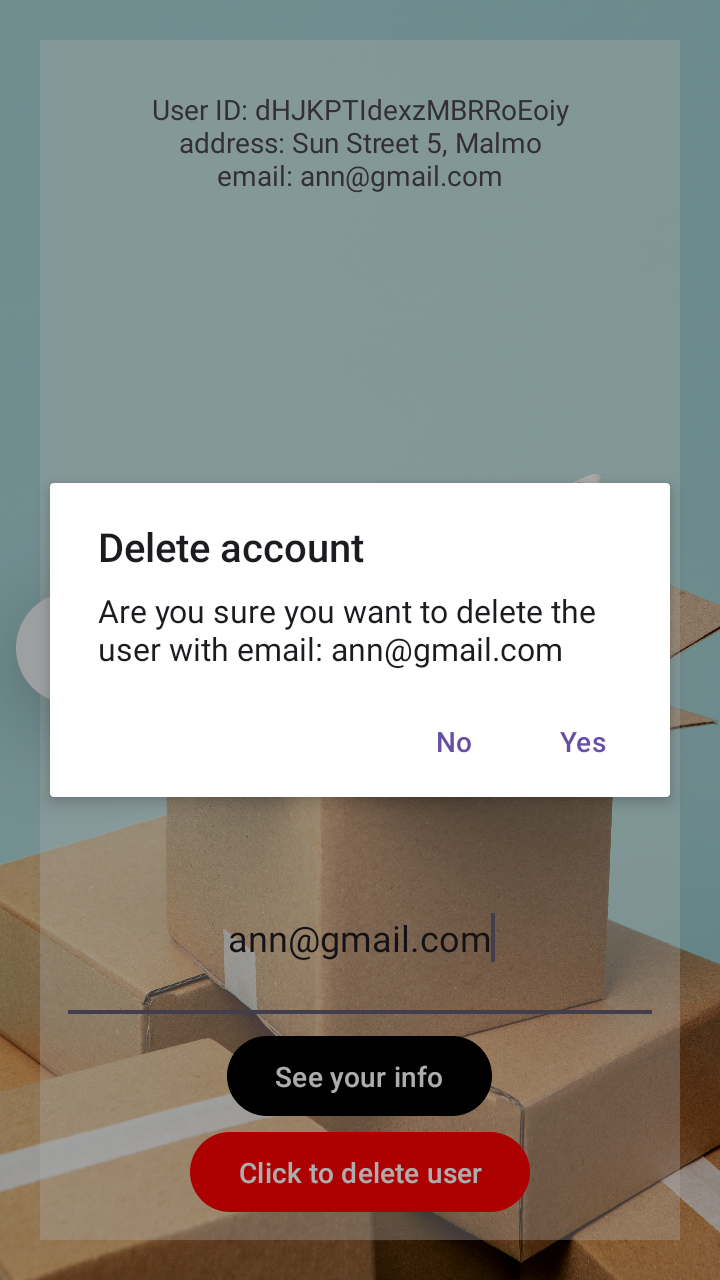 User ID: dHJKPTIdexzMBRRoEoiy
address: Sun Street 5, Malmo
email: ann@gmail.com
Delete account
Are you sure you want to delete the
user with email: ann@gmail.com
No Yes
ann@gmail.com
See your info
Click to delete user